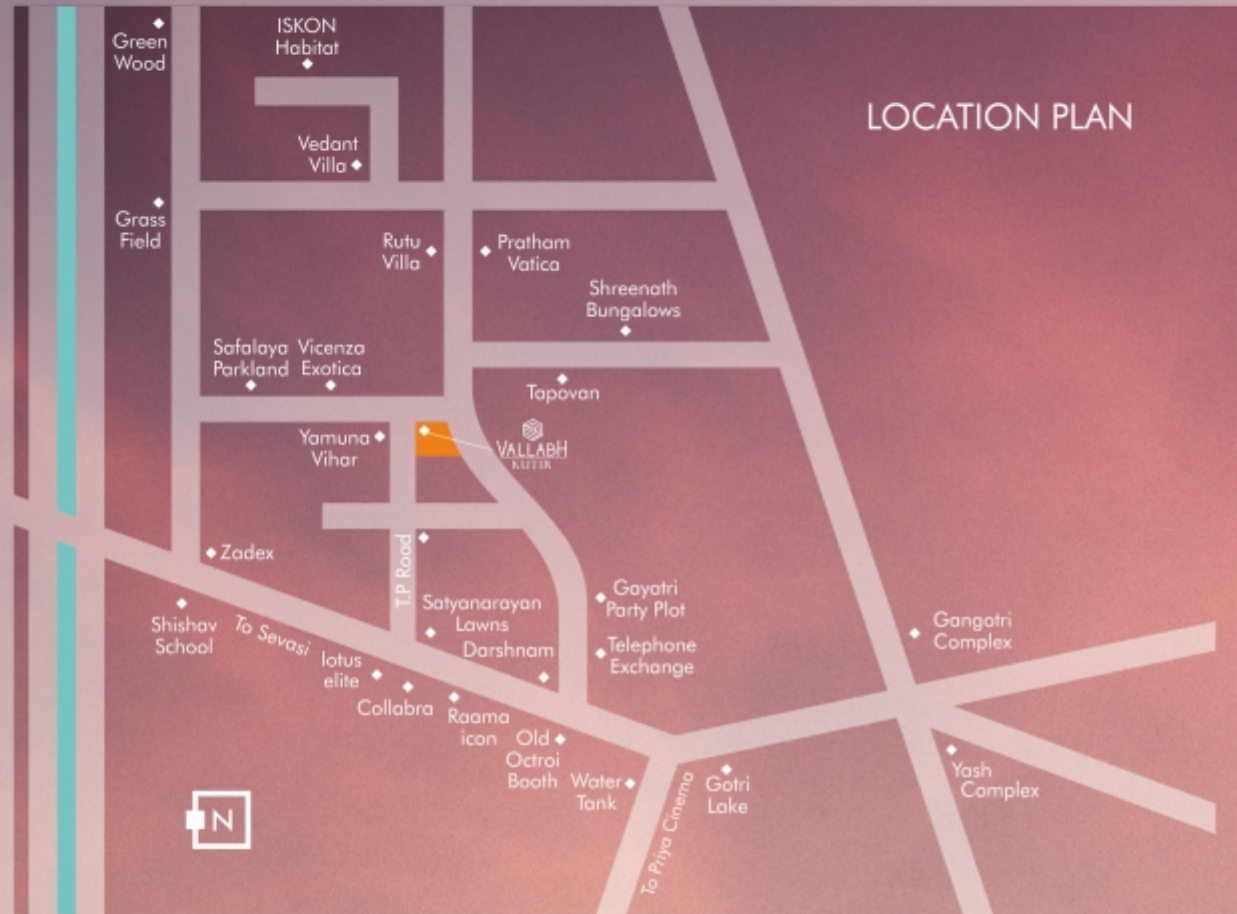 LOCATION PLAN
Green
Wood
ISKON
Habitat
Vedant
Villa
Grass
Field
Rutu
Villa
Pratham
Vatica
Shreenath
Bungalows
Safalaya
Parkland
Vicenza
Exotica
Tapovan
Yamuna
Vihar
VALLABH
KUTIR
Zadex
T.P Road
Shishav
School
To Sevasi
Satyanarayan
Lawns
Darshnam
Gayatri
Party Plot
Telephone
Exchange
Gangotri
Complex
lotus
elite
Collabra
Raama
icon
Old
Octroi
Booth
Water
Tank
To Priya Cinema
Gotri
Lake
Yash
Complex
N